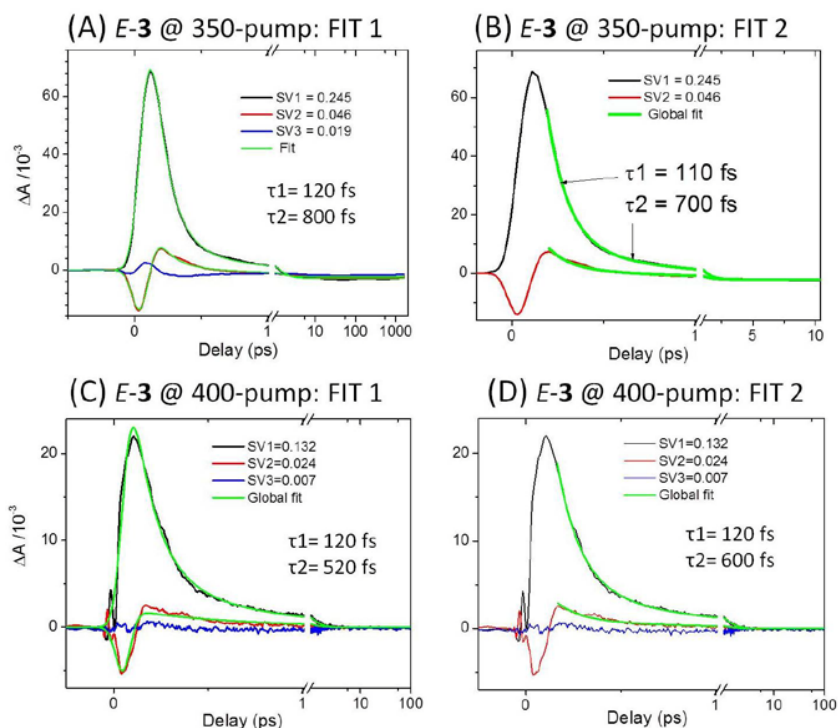 (A) E-3 @ 350-pump: FIT 1
ΔA /10⁻³
60
40
20
0
SV1 = 0.245
SV2 = 0.046
SV3 = 0.019
Fit
τ1= 120 fs
τ2= 800 fs
0 1 10 100 1000
Delay (ps)
(B) E-3 @ 350-pump: FIT 2
60
40
20
0
SV1 = 0.245
SV2 = 0.046
Global fit
τ1 = 110 fs
τ2 = 700 fs
0 1 5 10
Delay (ps)
(C) E-3 @ 400-pump: FIT 1
ΔA /10⁻³
20
10
0
SV1=0.132
SV2=0.024
SV3=0.007
Global fit
τ1= 120 fs
τ2= 520 fs
0 1 10 100
Delay (ps)
(D) E-3 @ 400-pump: FIT 2
20
10
0
SV1=0.132
SV2=0.024
SV3=0.007
Global fit
τ1= 120 fs
τ2= 600 fs
0 1 10 100
Delay (ps)